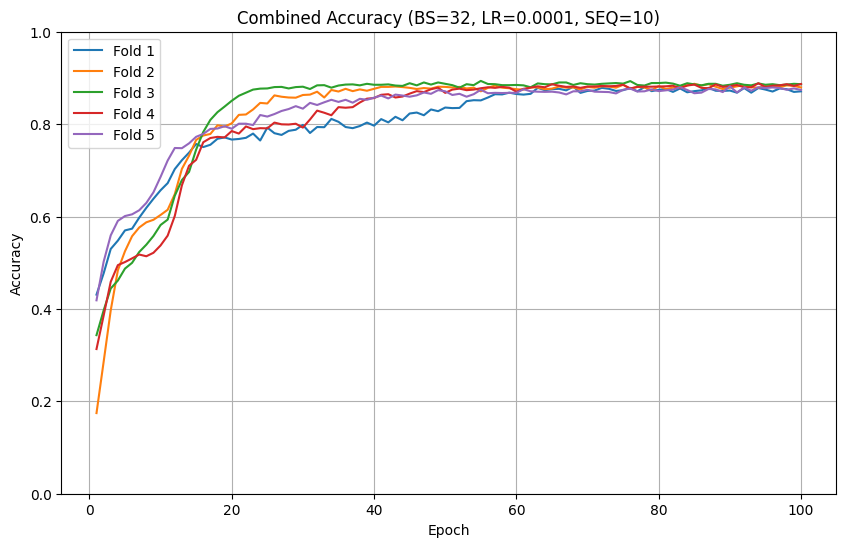 Combined Accuracy (BS=32, LR=0.0001, SEQ=10)
1.0
0.8
0.6
0.4
0.2
0.0
Accuracy
Fold 1
Fold 2
Fold 3
Fold 4
Fold 5
0 20 40 60 80 100
Epoch